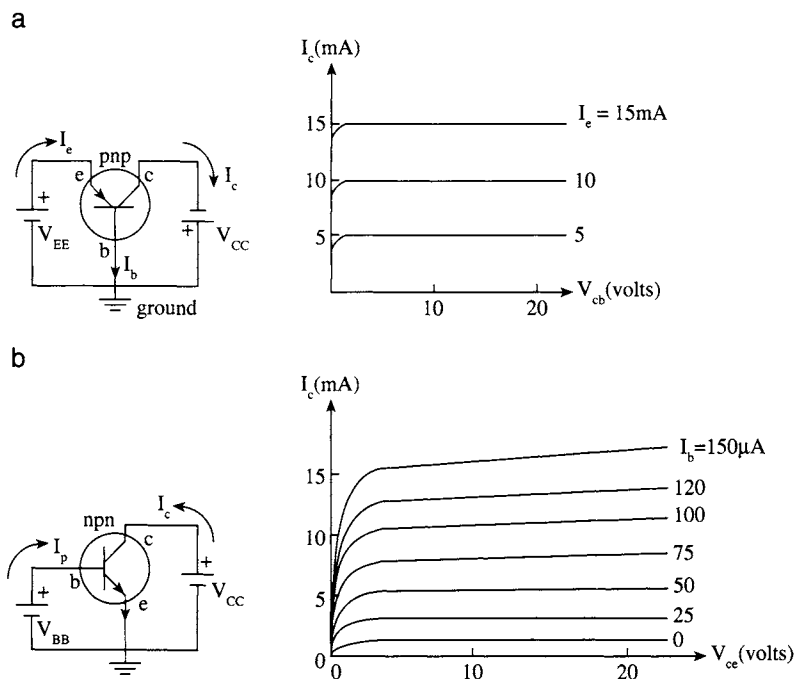 a
I_c(mA)
15
10
5
I_e = 15mA
10
5
10
20
V_cb(volts)
I_e
pnp
e
c
I_c
+
V_EE
b
I_b
+
V_CC
ground
b
I_c(mA)
15
10
5
0
I_b=150μA
120
100
75
50
25
0
0
10
20
V_ce(volts)
I_c
npn
c
I_p
b
e
+
V_BB
+
V_CC